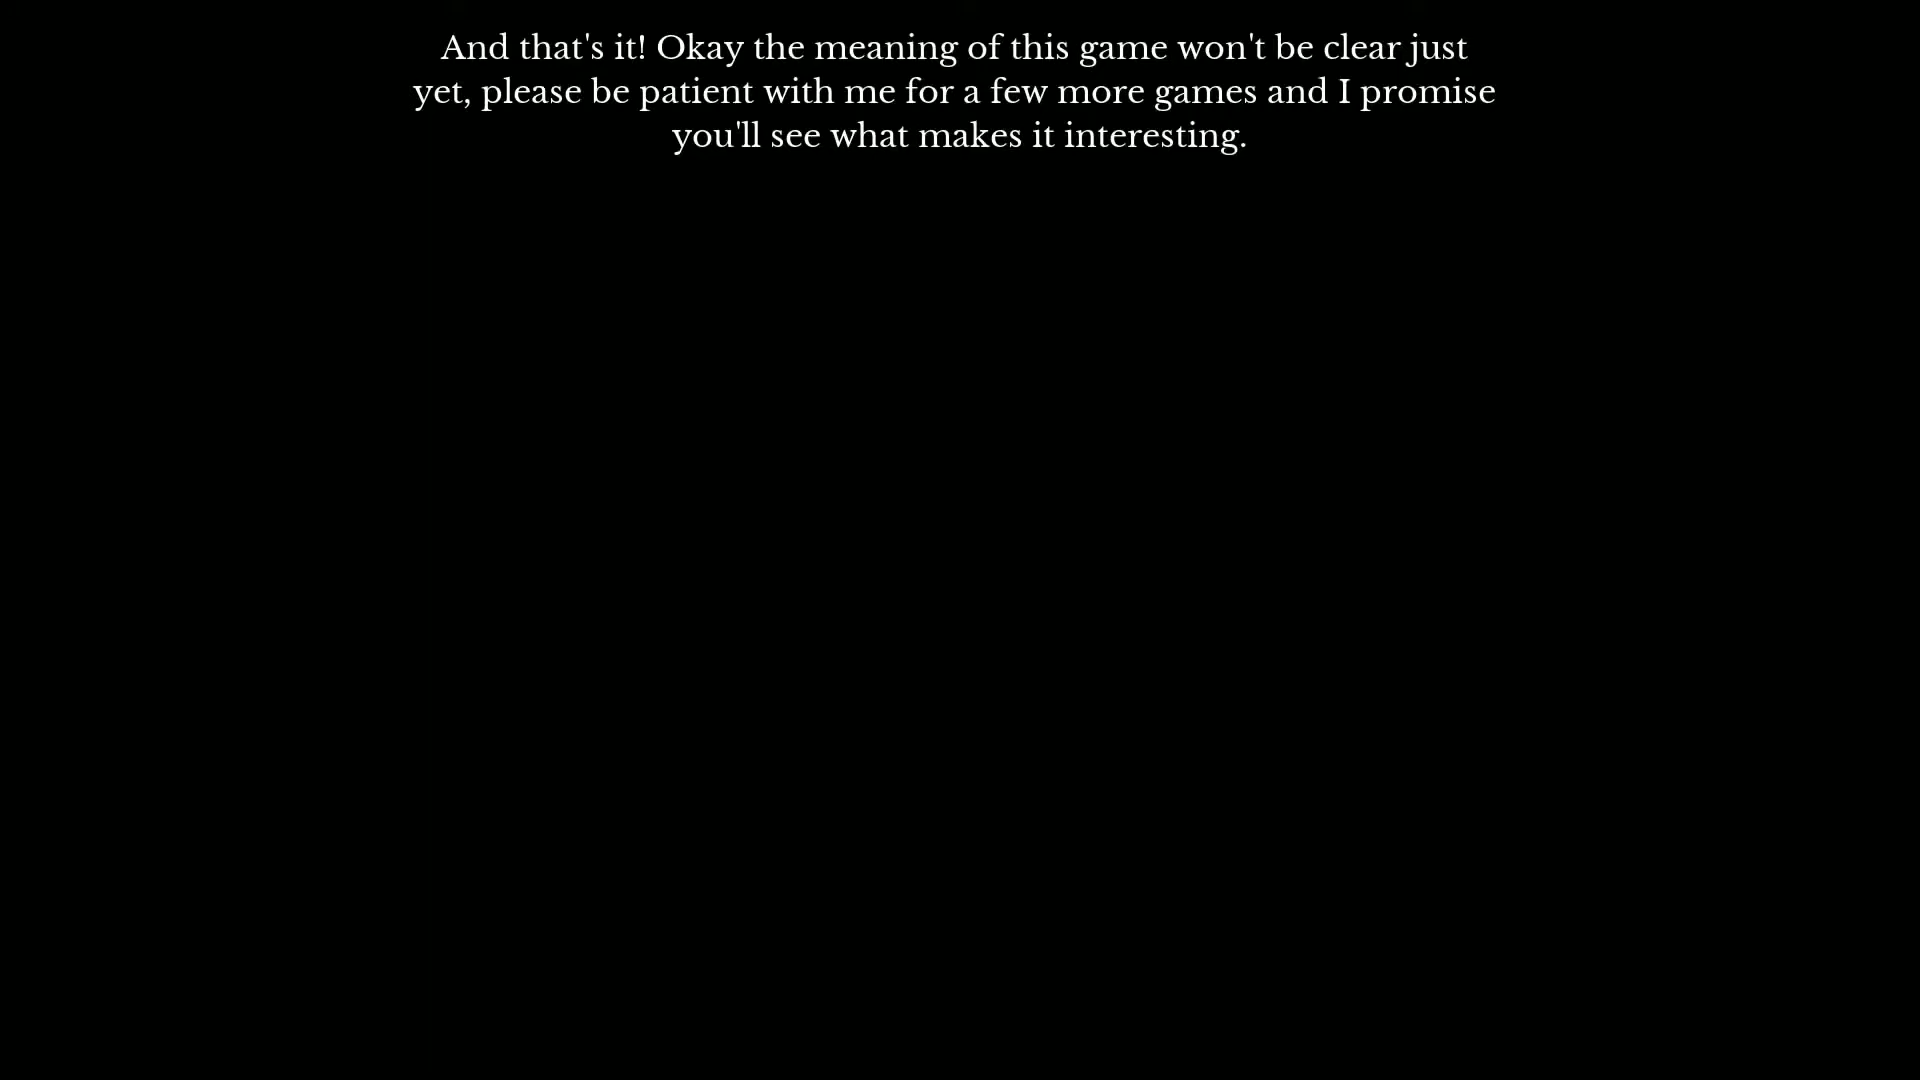 And that's it! Okay the meaning of this game won't be clear just
yet, please be patient with me for a few more games and I promise
you'll see what makes it interesting.